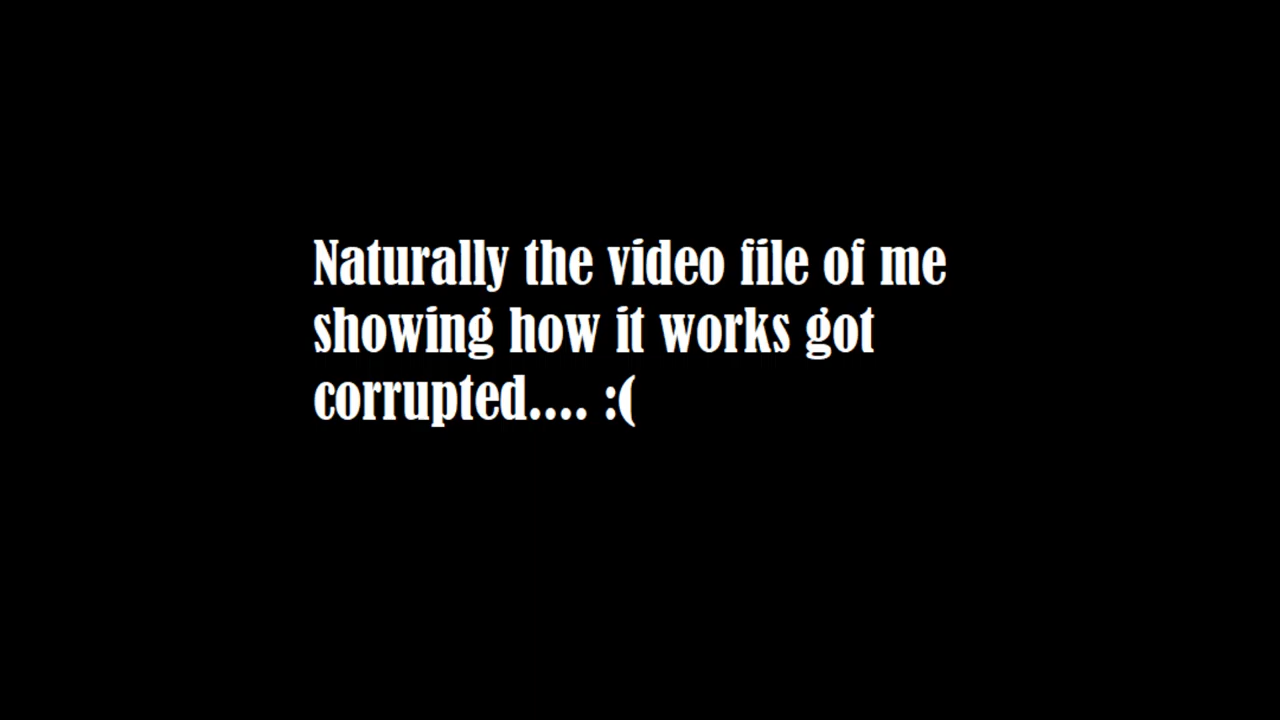 Naturally the video file of me
showing how it works got
corrupted.... :(